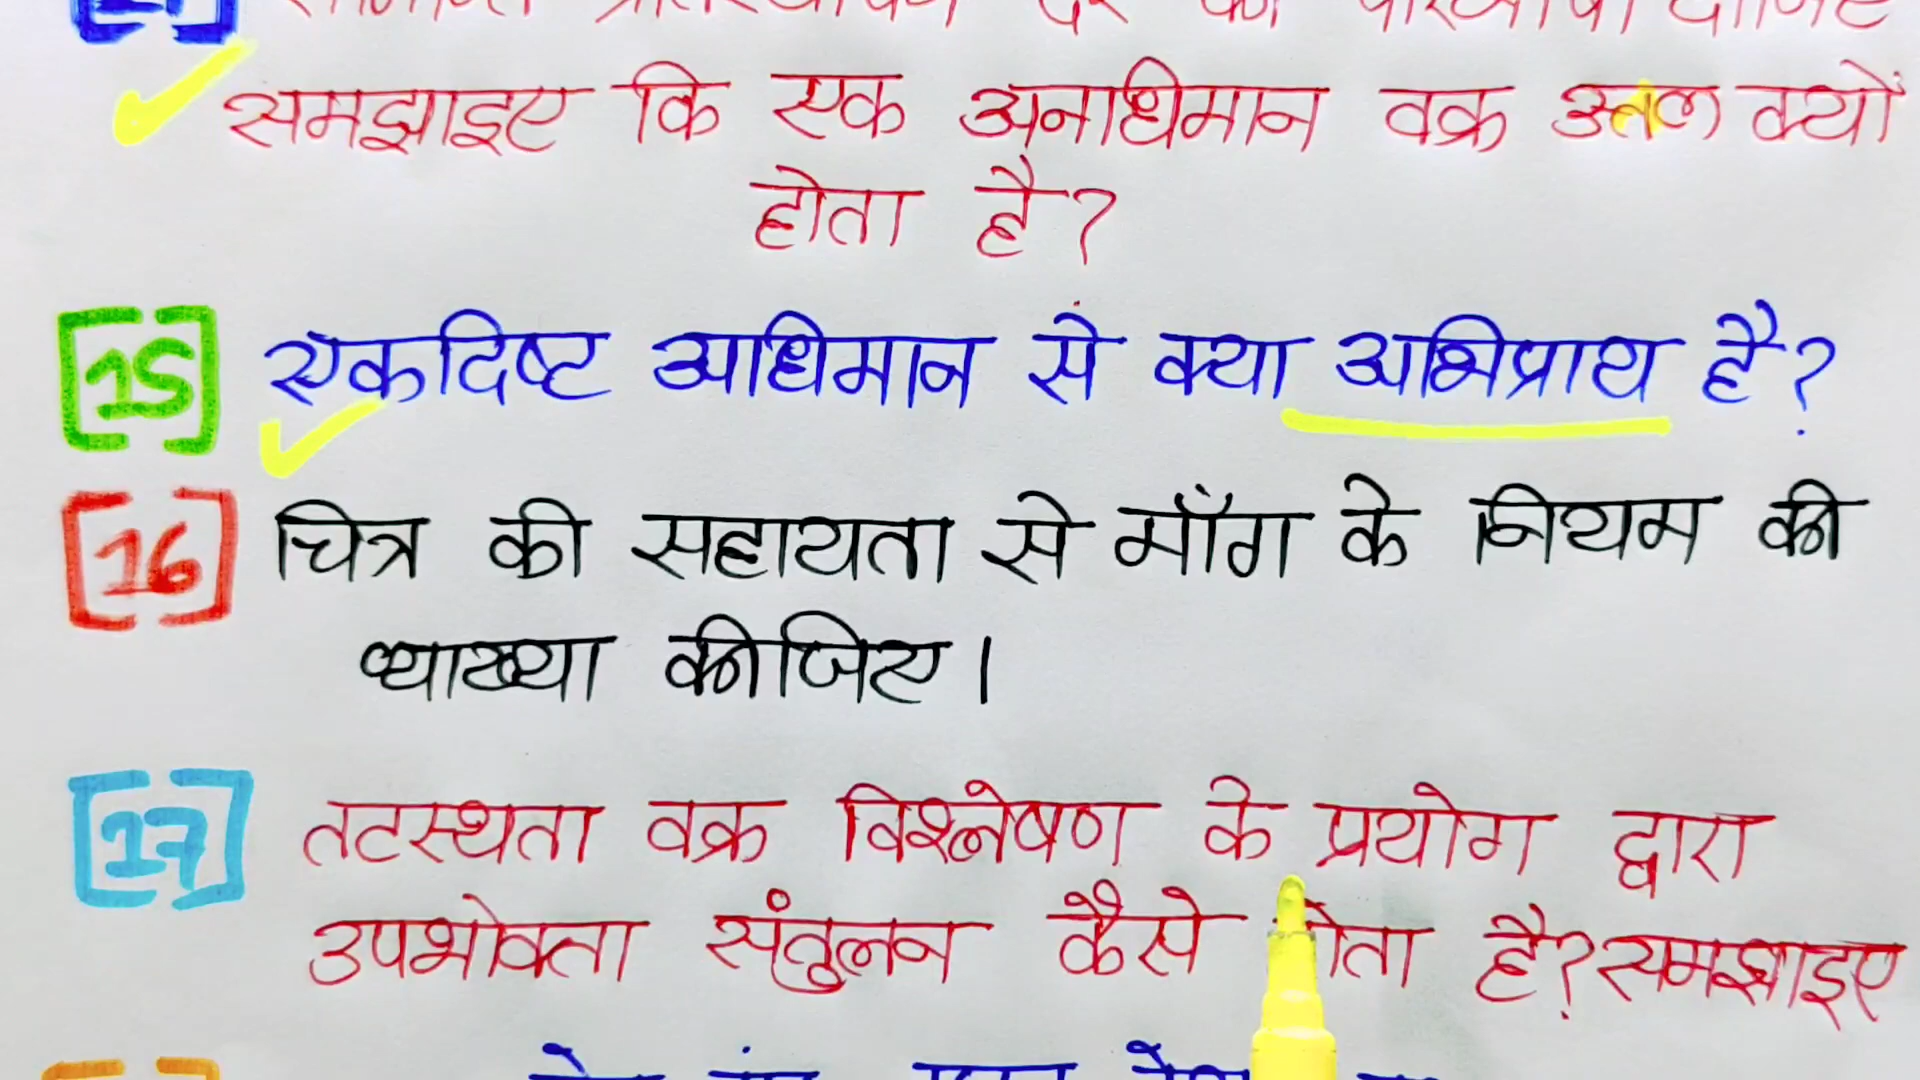 समझाइए कि एक अनाधिमान वक्र उत्तल क्यों
होता है?
[15] एकदिष्ट अधिमान से क्या अभिप्राय है?
[16] चित्र की सहायता से माँग के नियम की
व्याख्या कीजिए।
[17] तटस्थता वक्र विश्लेषण के प्रयोग द्वारा
उपभोक्ता संतुलन कैसे होता है? समझाइए